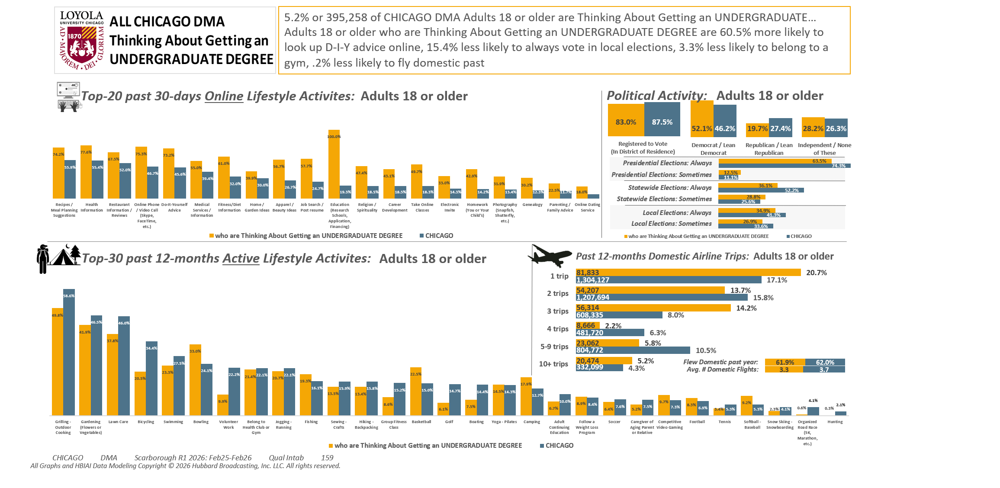 LOYOLA
UNIVERSITY CHICAGO
1870
AD • MAJOREM • DEI • GLORIAM
ALL CHICAGO DMA
Thinking About Getting an
UNDERGRADUATE DEGREE
5.2% or 395,258 of CHICAGO DMA Adults 18 or older are Thinking About Getting an UNDERGRADUATE…
Adults 18 or older who are Thinking About Getting an UNDERGRADUATE DEGREE are 60.5% more likely to
look up D-I-Y advice online, 15.4% less likely to always vote in local elections, 3.3% less likely to belong to a
gym, .2% less likely to fly domestic past
Top-20 past 30-days Online Lifestyle Activites: Adults 18 or older
74.2% 55.9% 77.6% 55.4% 67.5% 52.0% 75.3% 46.7% 73.2% 45.6% 55.0% 39.4% 61.0% 32.0% 39.9% 30.0% 56.7% 26.7% 57.7% 24.7% 100.0% 19.3% 47.4% 18.5% 43.1% 18.5% 49.7% 18.3% 33.0% 14.3% 42.9% 14.2% 31.9% 13.4% 30.2% 12.3% 22.5% 11.7% 18.0%
Recipes / Meal Planning Suggestions
Health Information
Restaurant Information / Reviews
Online Phone / Video Call (Skype, FaceTime, etc.)
Do-It-Yourself Advice
Medical Services / Information
Fitness/Diet Information
Home / Garden Ideas
Apparel / Beauty Ideas
Job Search / Post resume
Education (Research Schools, Application, Financing)
Religion / Spirituality
Career Development
Take Online Classes
Electronic Invite
Homework (You or Your Child's)
Photography (Snapfish, Shutterfly, etc.)
Genealogy
Parenting / Family Advice
Online Dating Service
who are Thinking About Getting an UNDERGRADUATE DEGREE CHICAGO
Political Activity: Adults 18 or older
83.0% 87.5% 52.1% 46.2% 19.7% 27.4% 28.2% 26.3%
Registered to Vote (In District of Residence)
Democrat / Lean Democrat
Republican / Lean Republican
Independent / None of These
Presidential Elections: Always 63.5% 74.3%
Presidential Elections: Sometimes 12.5% 11.1%
Statewide Elections: Always 36.1% 52.2%
Statewide Elections: Sometimes 28.8% 25.6%
Local Elections: Always 34.9% 41.3%
Local Elections: Sometimes 26.9% 33.6%
who are Thinking About Getting an UNDERGRADUATE DEGREE CHICAGO
Top-30 past 12-months Active Lifestyle Activites: Adults 18 or older
49.8% 58.6% 41.9% 46.5% 37.8% 46.0% 20.5% 34.4% 23.3% 27.5% 33.0% 24.1% 9.9% 22.2% 21.4% 22.1% 20.7% 22.1% 19.3% 16.1% 13.5% 15.9% 13.4% 15.8% 8.6% 15.2% 22.5% 15.0% 6.1% 14.7% 7.5% 14.4% 14.5% 14.3% 17.9% 12.7% 6.7% 10.0% 8.9% 8.4% 6.4% 7.6% 5.2% 7.5% 9.7% 7.3% 8.3% 6.9% 3.4% 5.3% 9.2% 5.3% 2.3% 4.1% 0.6% 4.1% 0.3% 2.1%
Grilling - Outdoor Cooking
Gardening (Flowers or Vegetables)
Lawn Care
Bicycling
Swimming
Bowling
Volunteer Work
Belong to Health Club or Gym
Jogging - Running
Fishing
Sewing - Crafts
Hiking - Backpacking
Group Fitness Class
Basketball
Golf
Boating
Yoga - Pilates
Camping
Adult Continuing Education
Follow a Weight Loss Program
Soccer
Caregiver of Aging Parent or Relative
Competitive Video Gaming
Football
Tennis
Softball - Baseball
Snow Skiing - Snowboarding
Organized Road Race (5K, Marathon, etc.)
Hunting
who are Thinking About Getting an UNDERGRADUATE DEGREE CHICAGO
Past 12-months Domestic Airline Trips: Adults 18 or older
1 trip 81,833 20.7% 1,304,127 17.1%
2 trips 54,207 13.7% 1,207,694 15.8%
3 trips 56,314 14.2% 608,335 8.0%
4 trips 8,666 2.2% 481,720 6.3%
5-9 trips 23,062 5.8% 804,772 10.5%
10+ trips 20,474 5.2% 332,099 4.3%
Flew Domestic past year: 61.9% 62.0%
Avg. # Domestic Flights: 3.3 3.7
CHICAGO DMA Scarborough R1 2026: Feb25-Feb26 Qual Intab 159
All Graphs and HBIAI Data Modeling Copyright © 2026 Hubbard Broadcasting, Inc. LLC. All rights reserved.